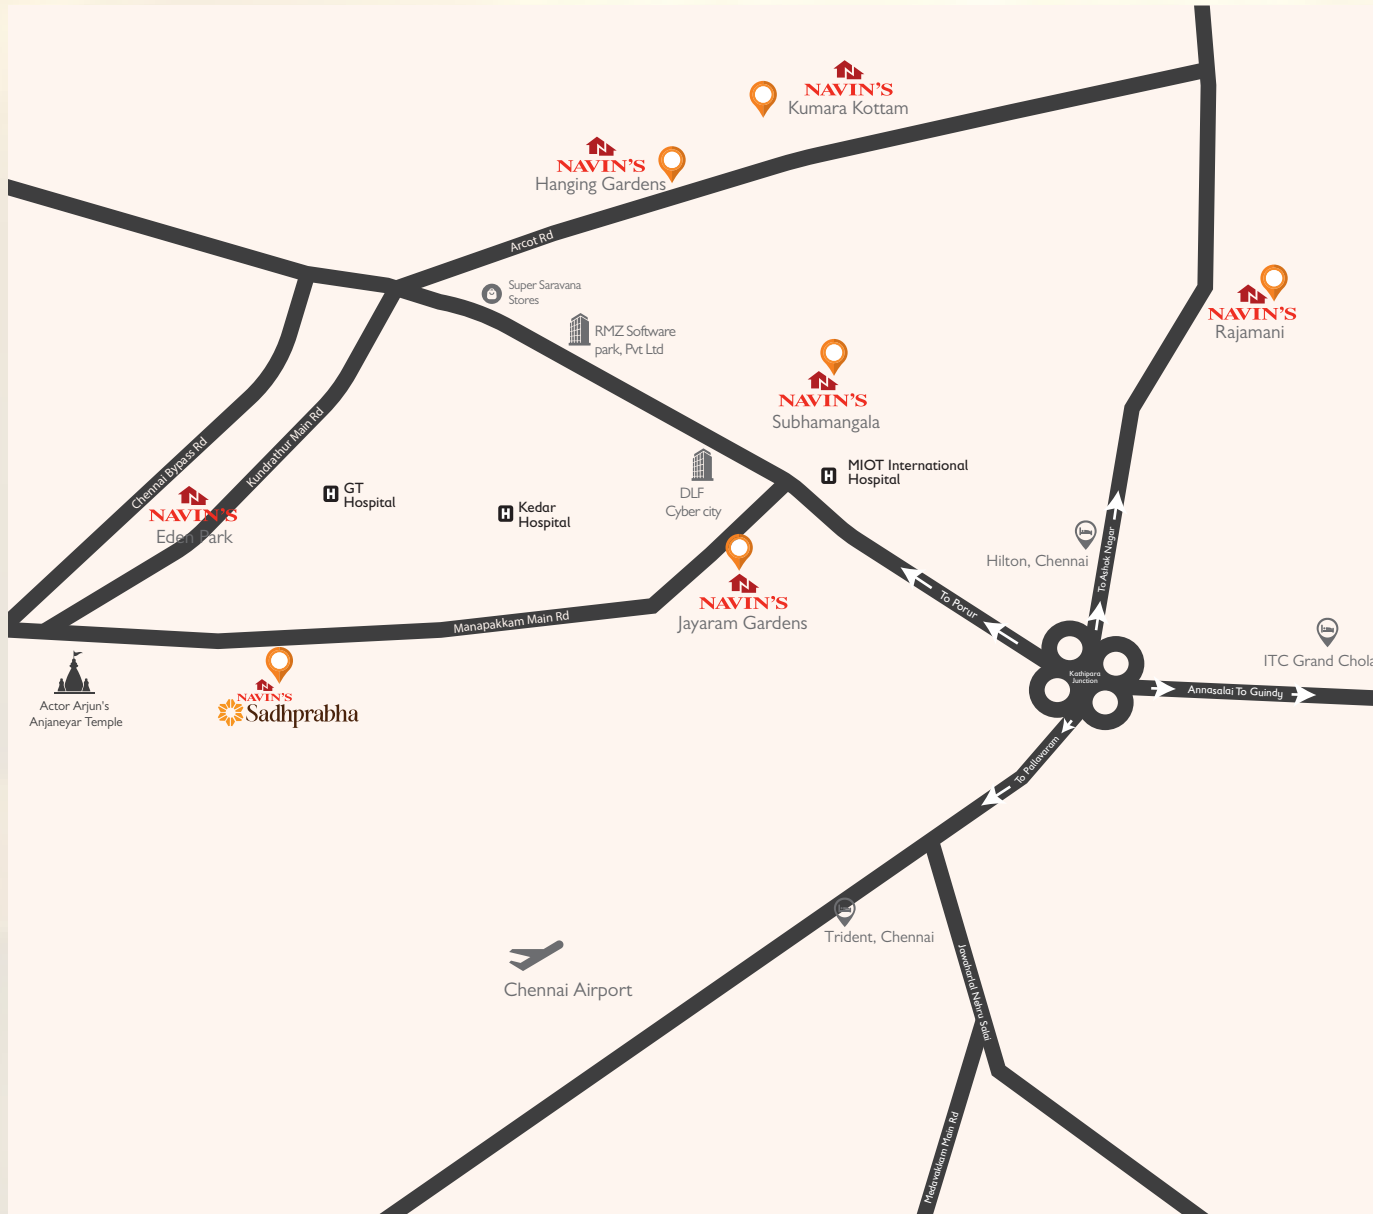 NAVIN'S
Kumara Kottam
NAVIN'S
Hanging Gardens
Arcot Rd
Super Saravana
Stores
NAVIN'S
Rajamani
RMZ Software
park, Pvt Ltd
NAVIN'S
Subhamangala
Chennai Bypass Rd
Kundrathur Main Rd
MIOT International
Hospital
GT
Hospital
DLF
Cyber city
Kedar
Hospital
NAVIN'S
Eden Park
Hilton, Chennai
To Ashok Nagar
To Porur
NAVIN'S
Jayaram Gardens
Manapakkam Main Rd
ITC Grand Chola
Kathipara
Junction
Annasalai To Guindy
Actor Arjun's
Anjaneyar Temple
NAVIN'S
Sadhprabha
To Pallavaram
Trident, Chennai
Jawaharlal Nehru Salai
Chennai Airport
Medavakkam Main Rd